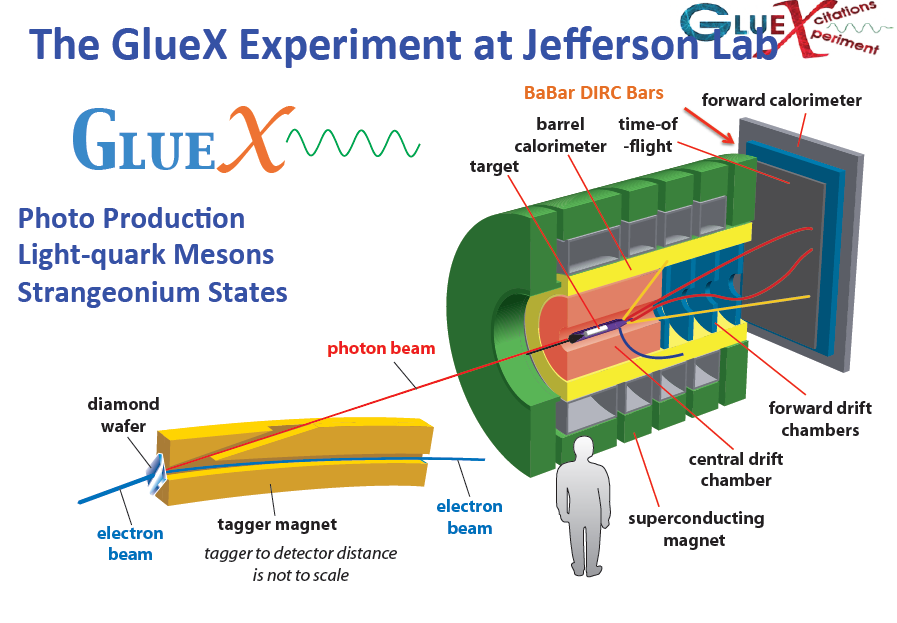 The GlueX Experiment at Jefferson Lab
GLUEX
citations
xperiment
GLUEX
Photo Production
Light-quark Mesons
Strangeonium States
BaBar DIRC Bars
forward calorimeter
barrel
calorimeter
time-of
-flight
target
photon beam
diamond
wafer
forward drift
chambers
central drift
chamber
electron
beam
tagger magnet
electron
beam
superconducting
magnet
tagger to detector distance
is not to scale